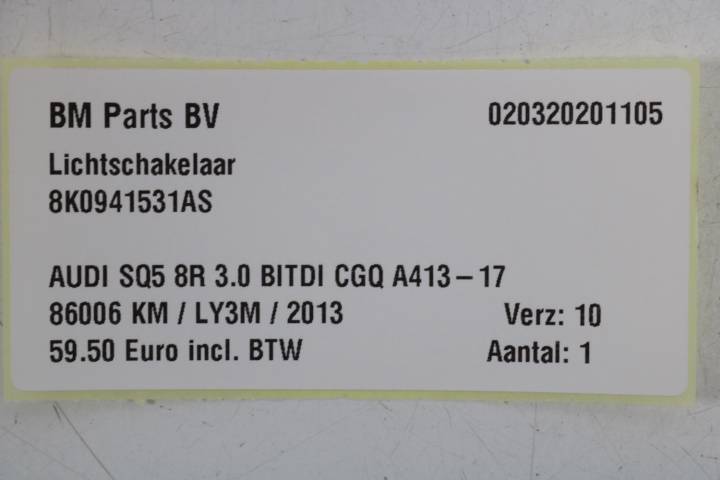 BM Parts BV 020320201105
Lichtschakelaar
8K0941531AS
AUDI SQ5 8R 3.0 BITDI CGQ A413-17
86006 KM / LY3M / 2013 Verz: 10
59.50 Euro incl. BTW Aantal: 1